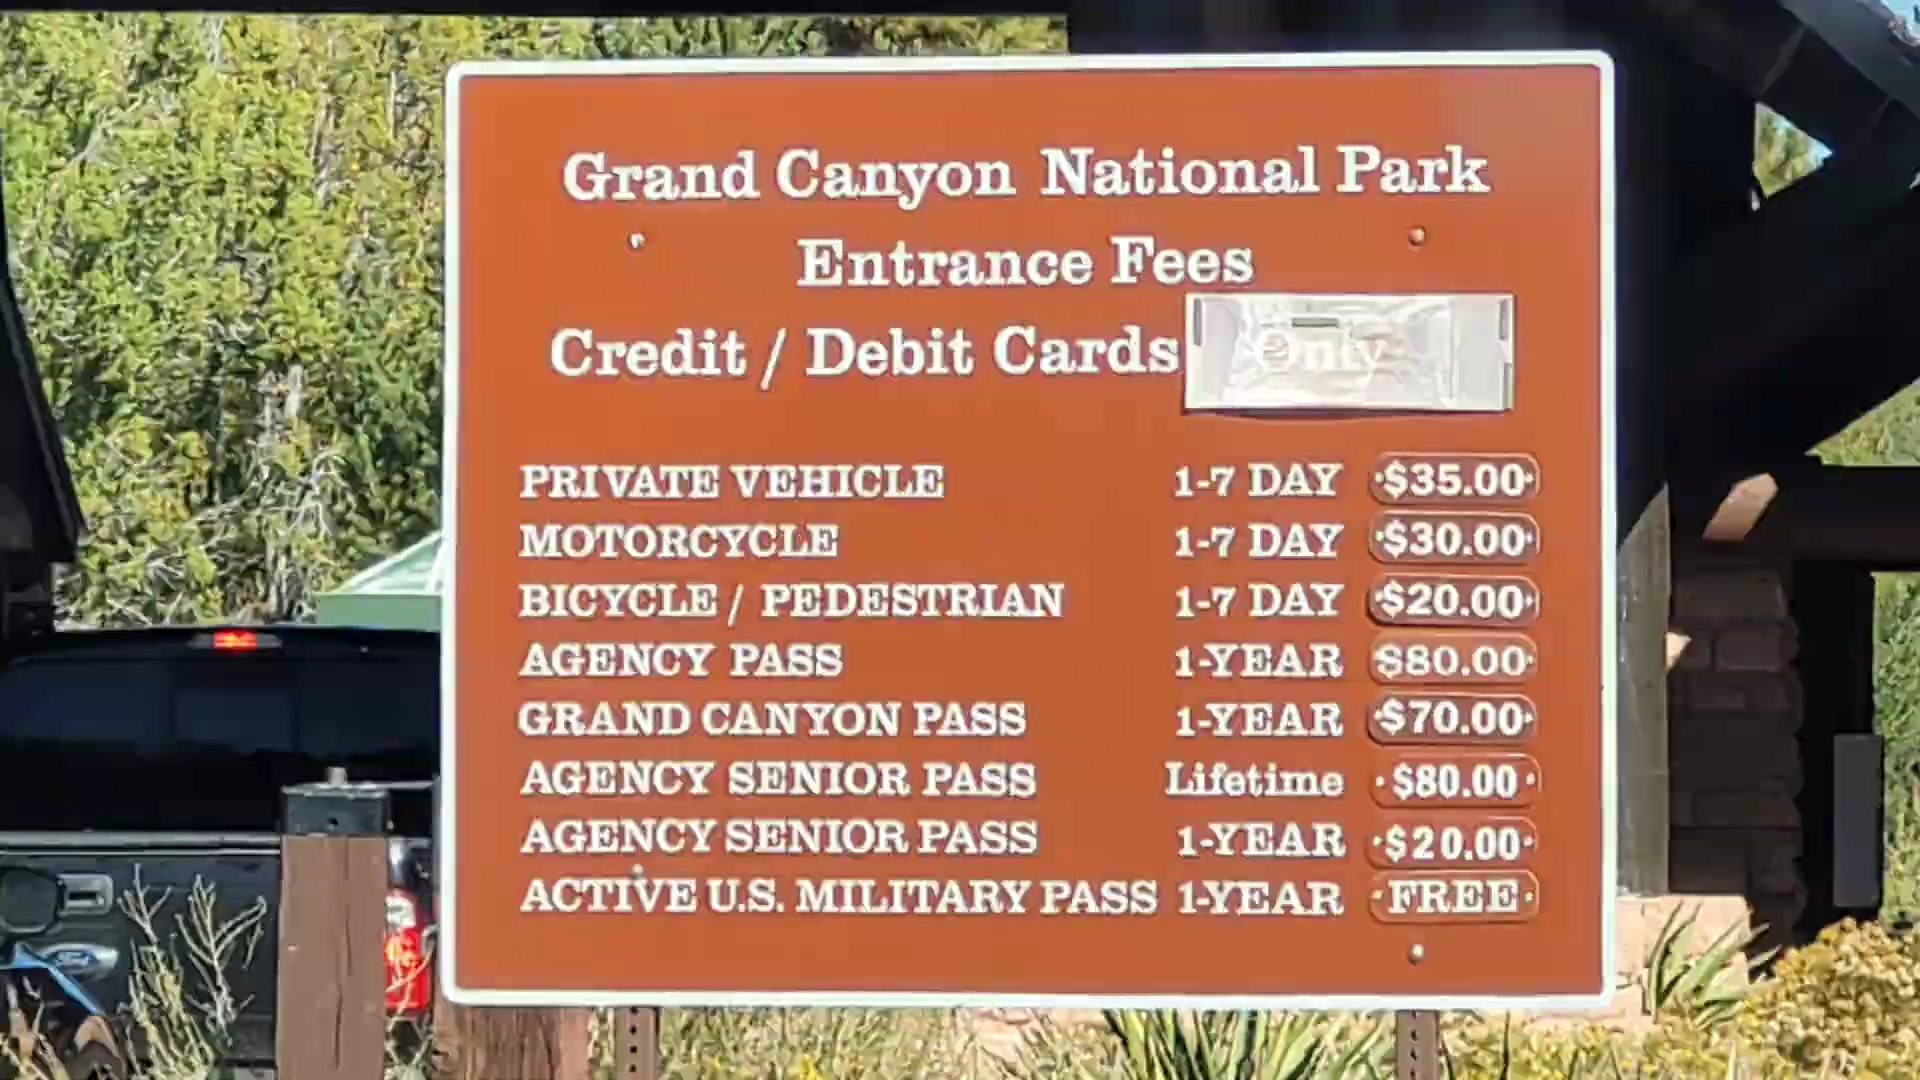 Grand Canyon National Park
Entrance Fees
Credit / Debit Cards Only
PRIVATE VEHICLE 1-7 DAY $35.00
MOTORCYCLE 1-7 DAY $30.00
BICYCLE / PEDESTRIAN 1-7 DAY $20.00
AGENCY PASS 1-YEAR $80.00
GRAND CANYON PASS 1-YEAR $70.00
AGENCY SENIOR PASS Lifetime $80.00
AGENCY SENIOR PASS 1-YEAR $20.00
ACTIVE U.S. MILITARY PASS 1-YEAR FREE
Ford